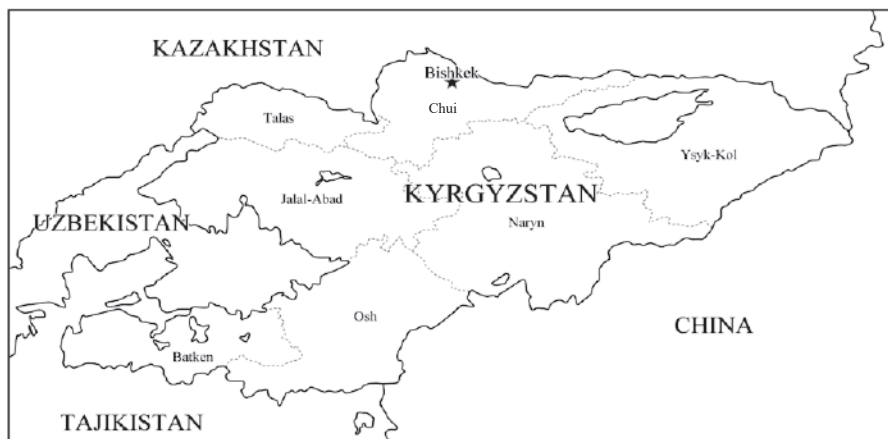 KAZAKHSTAN
Bishkek
Chui
Talas
Ysyk-Kol
Jalal-Abad
KYRGYZSTAN
UZBEKISTAN
Naryn
Osh
CHINA
Batken
TAJIKISTAN